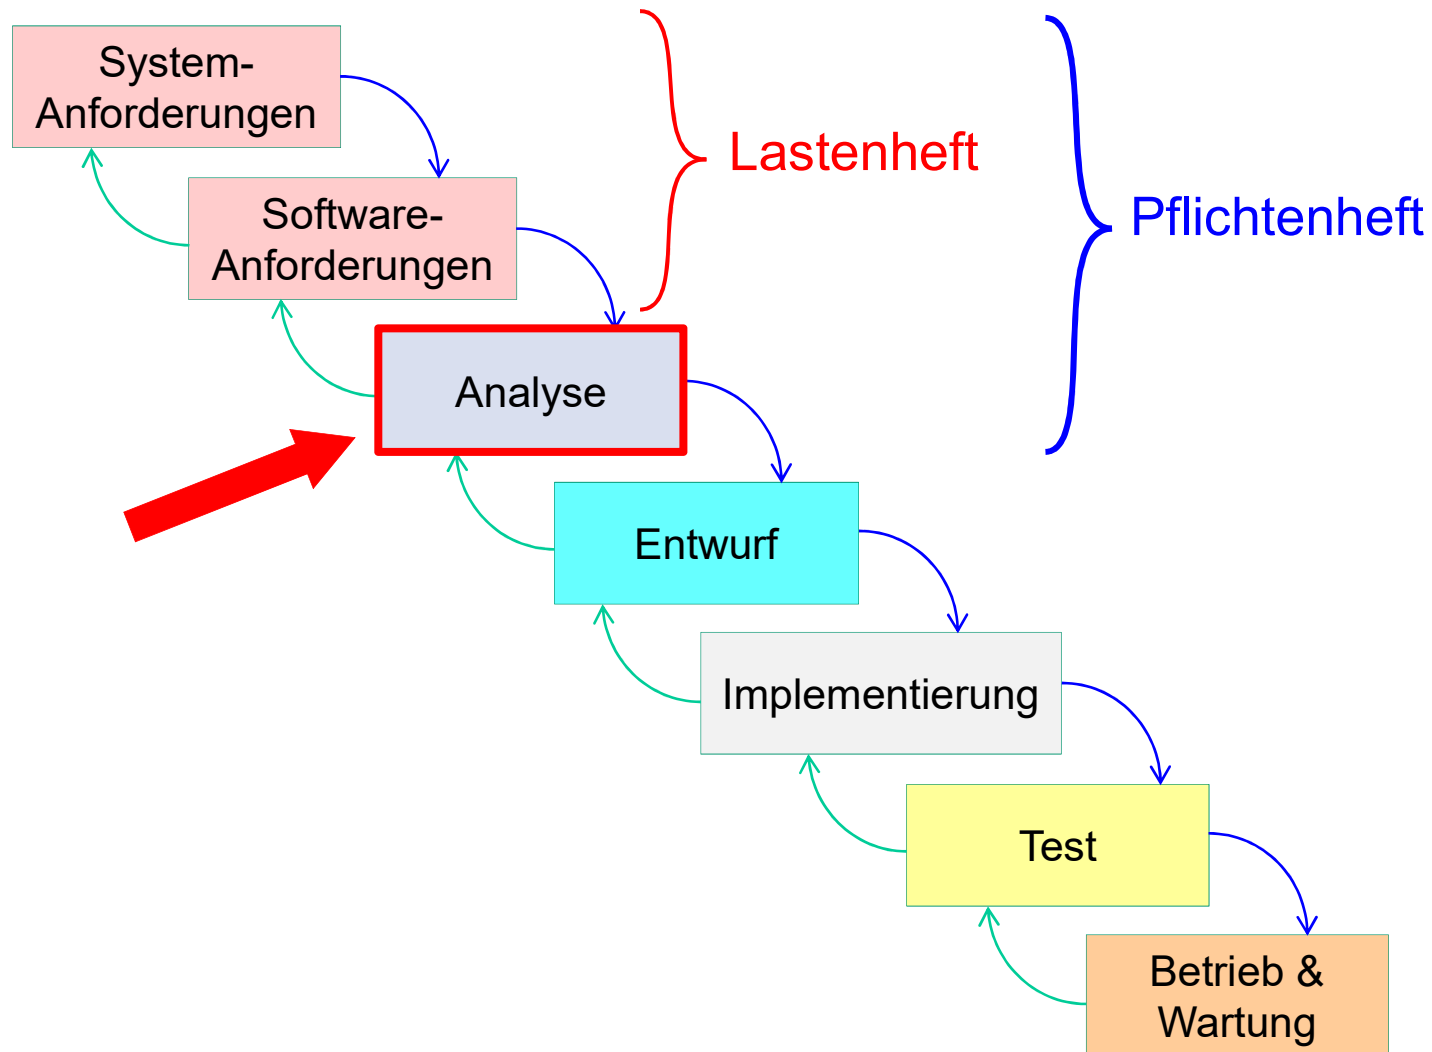 System-
Anforderungen
Lastenheft
Software-
Anforderungen
Pflichtenheft
Analyse
Entwurf
Implementierung
Test
Betrieb &
Wartung